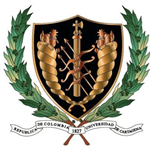 REPUBLICA DE COLOMBIA 1827 UNIVERSIDAD DE CARTAGENA